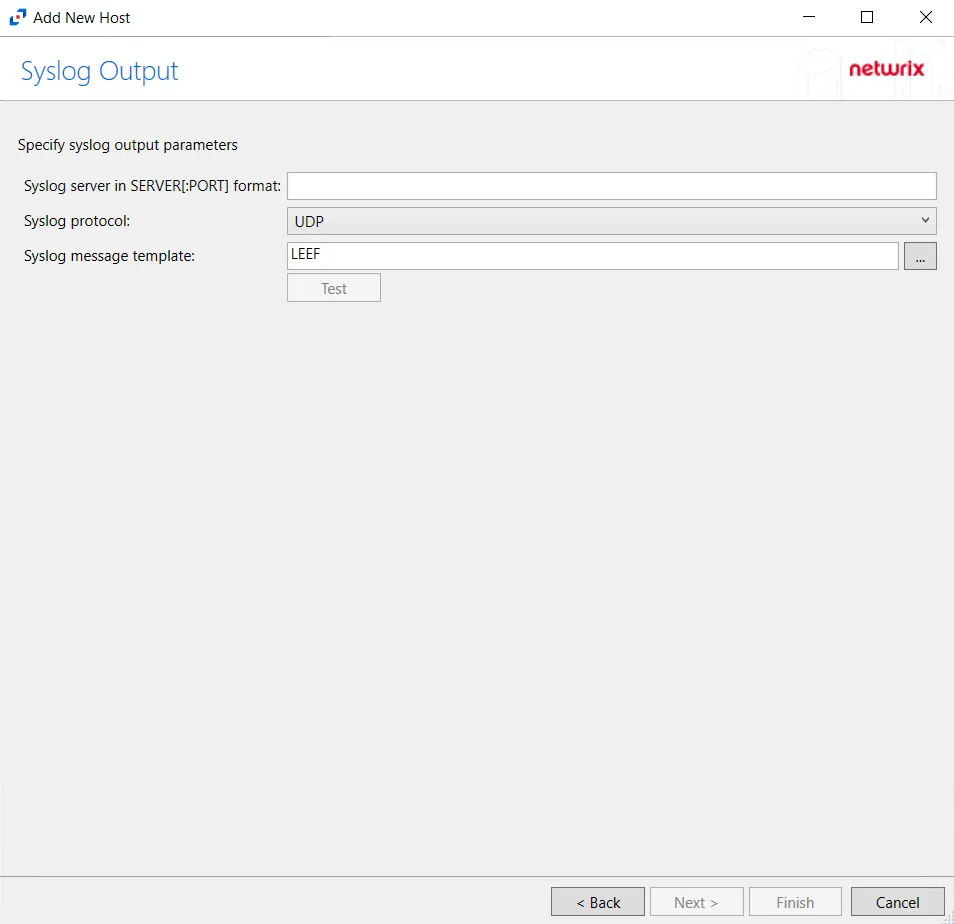 Add New Host
Syslog Output
netwrix
Specify syslog output parameters
Syslog server in SERVER[:PORT] format:
Syslog protocol:
UDP
Syslog message template:
LEEF
...
Test
< Back
Next >
Finish
Cancel